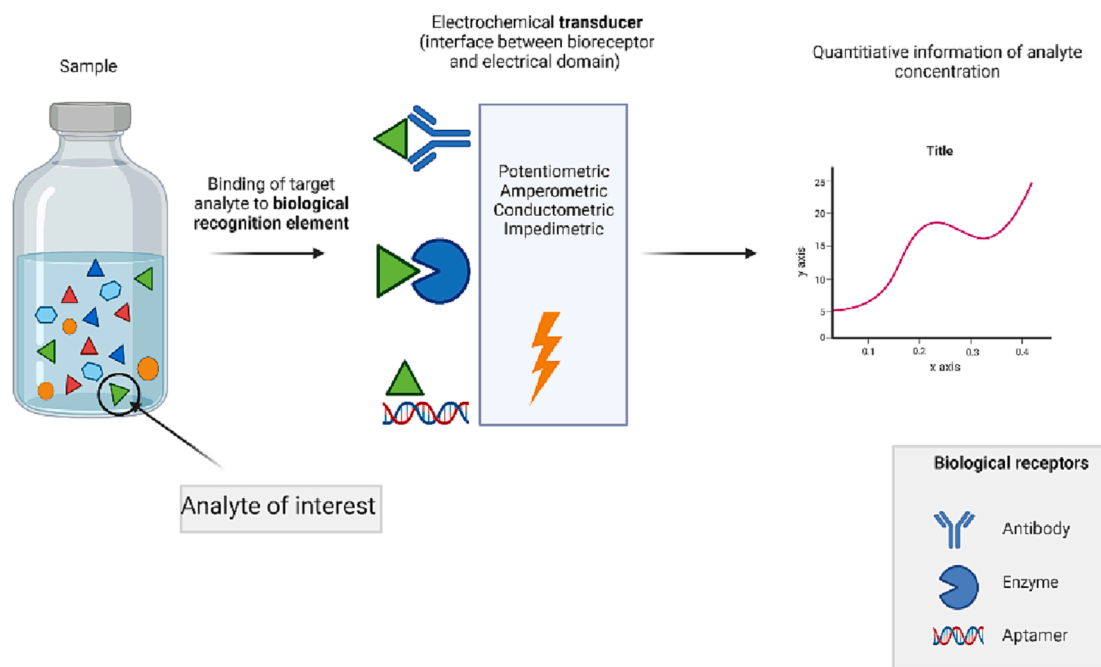 Sample
Binding of target
analyte to biological
recognition element
Analyte of interest
Electrochemical transducer
(interface between bioreceptor
and electrical domain)
Potentiometric
Amperometric
Conductometric
Impedimetric
Quantitiative information of analyte
concentration
Title
y axis
25
20
15
10
5
0
0.1 0.2 0.3 0.4
x axis
Biological receptors
Antibody
Enzyme
Aptamer